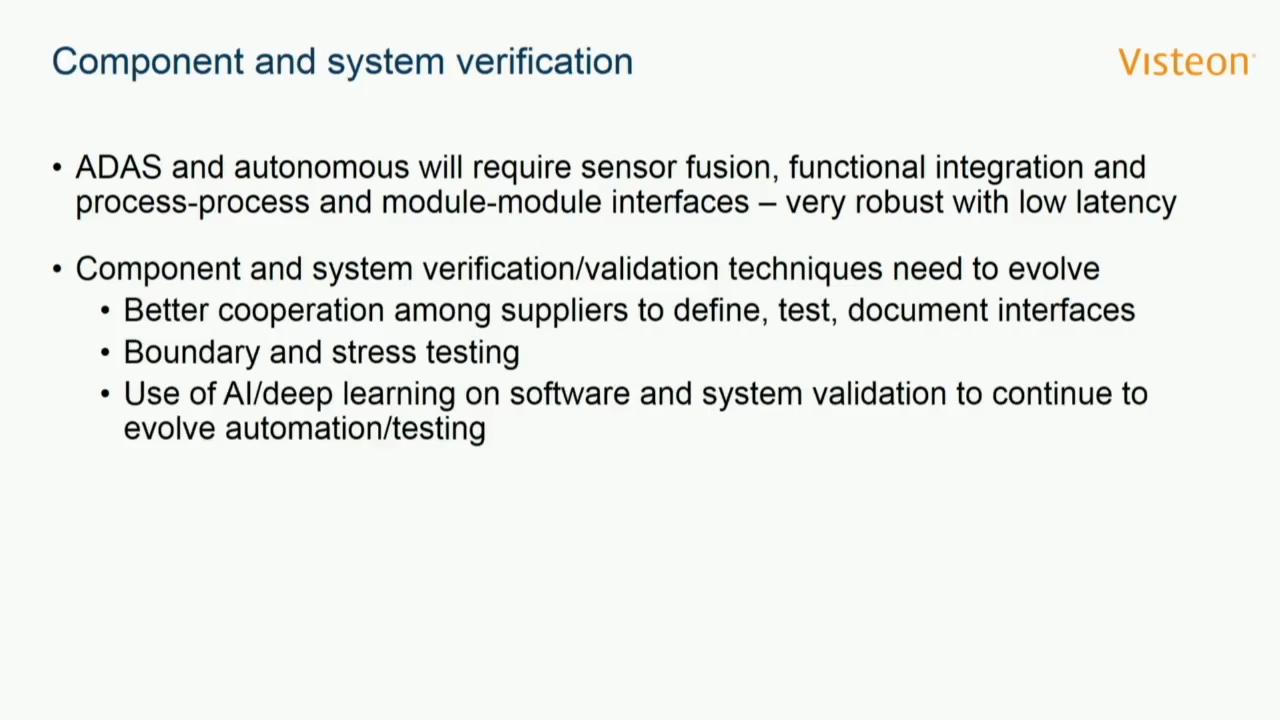 Component and system verification
Visteon
• ADAS and autonomous will require sensor fusion, functional integration and
process-process and module-module interfaces – very robust with low latency
• Component and system verification/validation techniques need to evolve
• Better cooperation among suppliers to define, test, document interfaces
• Boundary and stress testing
• Use of AI/deep learning on software and system validation to continue to
evolve automation/testing